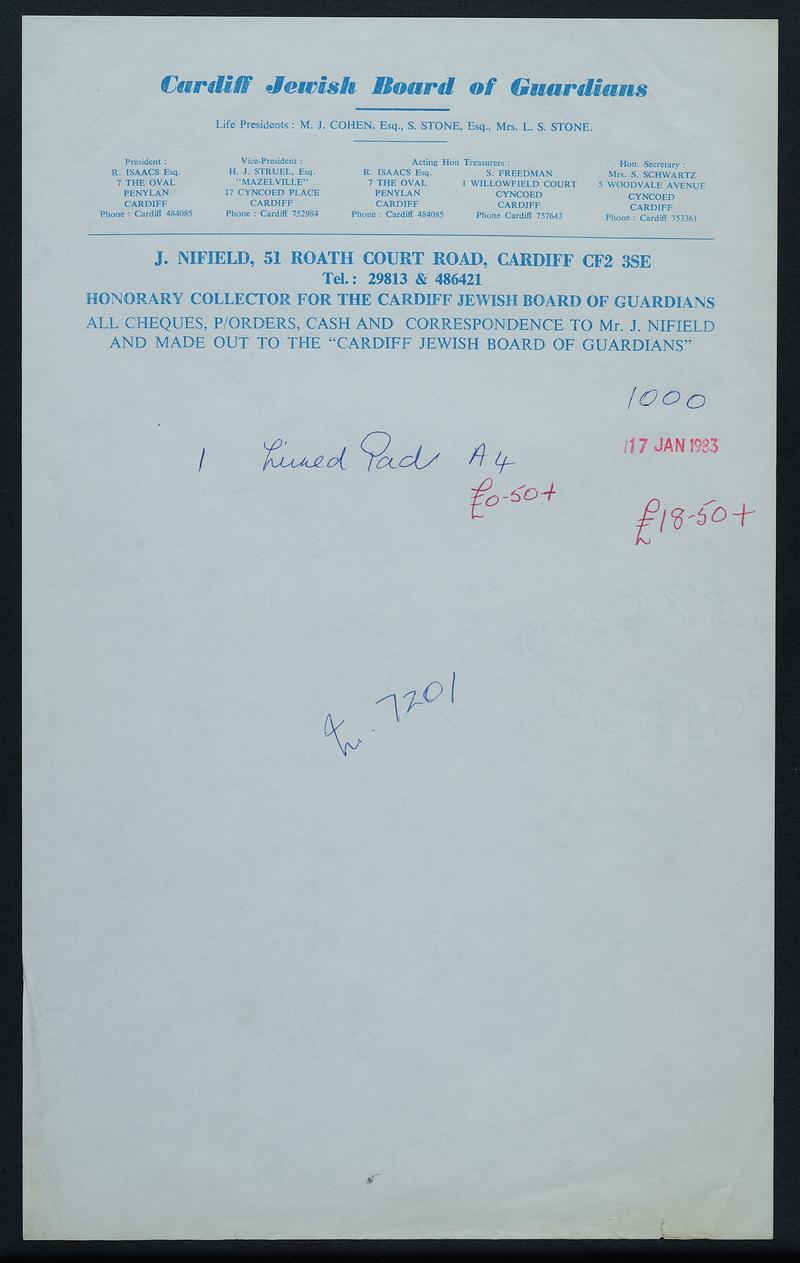 Cardiff Jewish Board of Guardians
Life Presidents : M. J. COHEN, Esq., S. STONE, Esq., Mrs. L. S. STONE.
President :
R. ISAACS Esq.
7 THE OVAL
PENYLAN
CARDIFF
Phone : Cardiff 484085
Vice-President :
H. J. STRUEL, Esq.
"MAZELVILLE"
17 CYNCOED PLACE
CARDIFF
Phone : Cardiff 752984
Acting Hon Treasurers :
R. ISAACS Esq.
7 THE OVAL
PENYLAN
CARDIFF
Phone : Cardiff 484085
S. FREEDMAN
1 WILLOWFIELD COURT
CYNCOED
CARDIFF
Phone Cardiff 757643
Hon. Secretary :
Mrs. S. SCHWARTZ
5 WOODVALE AVENUE
CYNCOED
CARDIFF
Phone : Cardiff 753361
J. NIFIELD, 51 ROATH COURT ROAD, CARDIFF CF2 3SE
Tel. : 29813 & 486421
HONORARY COLLECTOR FOR THE CARDIFF JEWISH BOARD OF GUARDIANS
ALL CHEQUES, P/ORDERS, CASH AND CORRESPONDENCE TO Mr. J. NIFIELD
AND MADE OUT TO THE “CARDIFF JEWISH BOARD OF GUARDIANS”
1000
17 JAN 1983
1 Lined Pad A4
£0-50+
£18-50+
7201